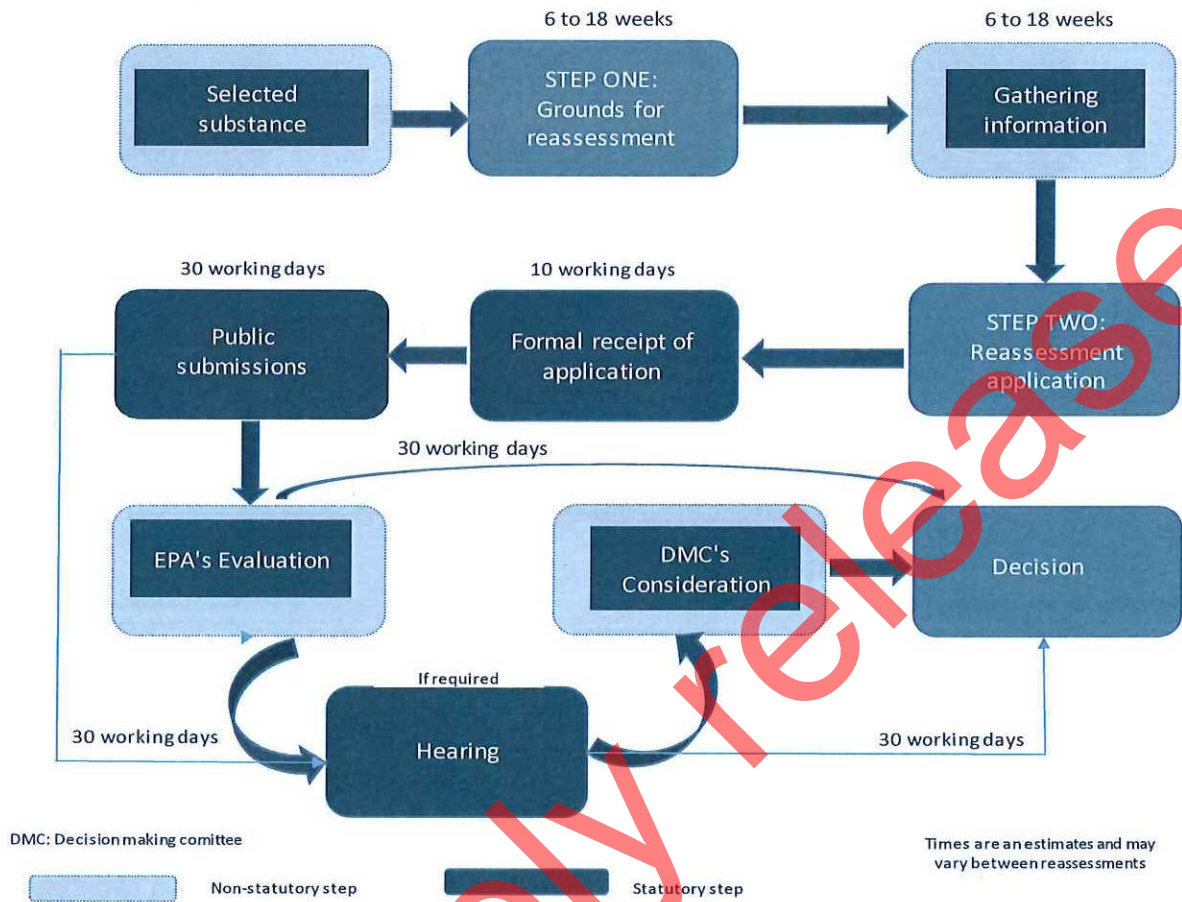 6 to 18 weeks
6 to 18 weeks
Selected
substance
STEP ONE:
Grounds for
reassessment
Gathering
information
30 working days
10 working days
Public
submissions
Formal receipt of
application
STEP TWO:
Reassessment
application
30 working days
EPA's Evaluation
DMC's
Consideration
Decision
If required
30 working days
Hearing
30 working days
DMC: Decision making comittee
Times are an estimates and may
vary between reassessments
Non-statutory step
Statutory step
ely release